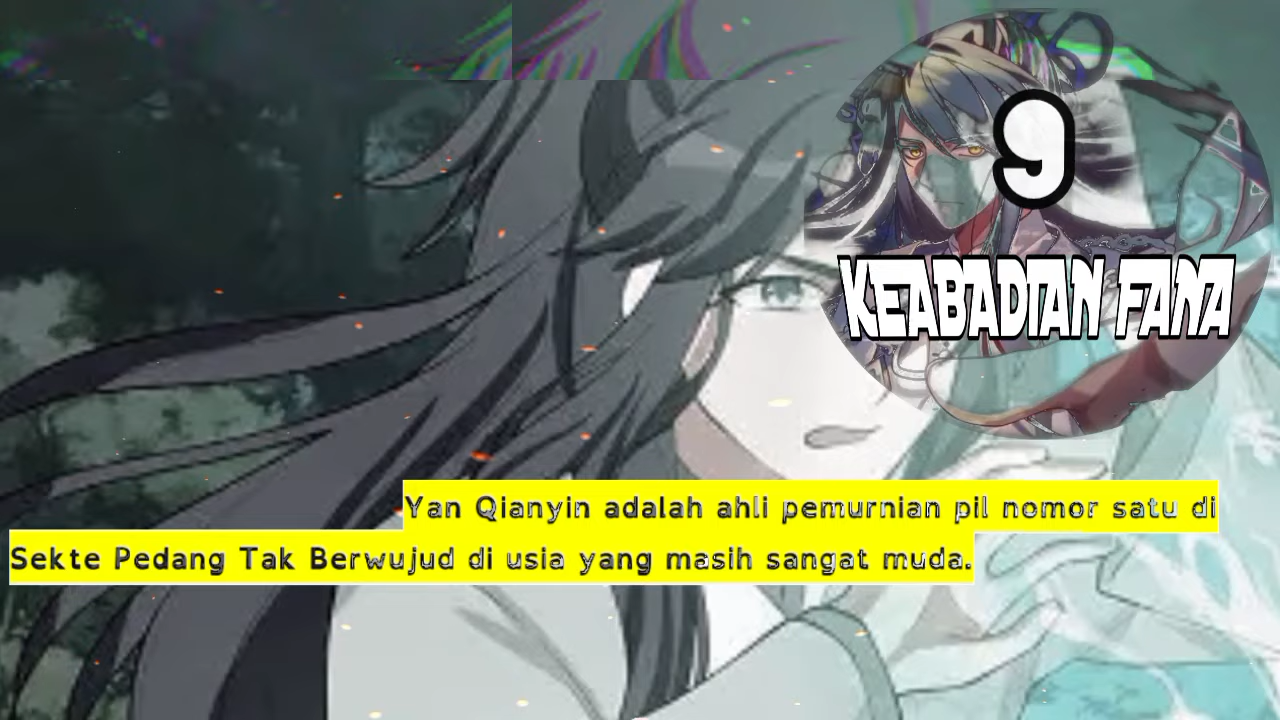 9
KEABADIAN FANA
Yan Qianyin adalah ahli pemurnian pil nomor satu di
Sekte Pedang Tak Berwujud di usia yang masih sangat muda.